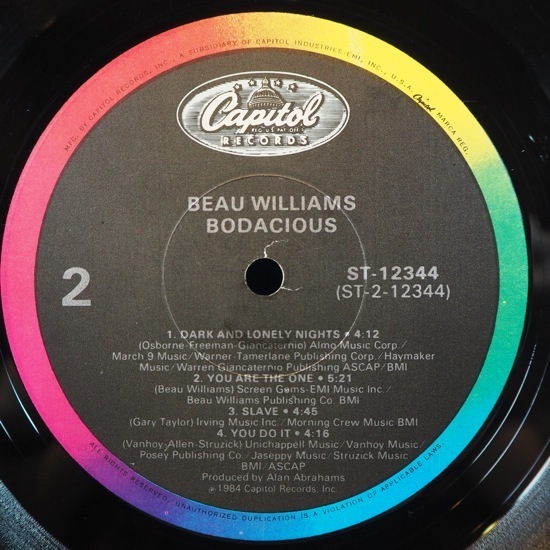 MFG. BY CAPITOL RECORDS, INC., A SUBSIDIARY OF CAPITOL INDUSTRIES-EMI, INC., U.S.A. Capitol MARCA REG.
Capitol
REG. U.S. PAT. OFF.
RECORDS
BEAU WILLIAMS
BODACIOUS
2
ST-12344
(ST-2-12344)
1. DARK AND LONELY NIGHTS • 4:12
(Osborne-Freeman-Giancaternio) Almo Music Corp./
March 9 Music/Warner-Tamerlane Publishing Corp./Haymaker
Music/Warren Giancaternio Publishing ASCAP/BMI
2. YOU ARE THE ONE • 5:21
(Beau Williams) Screen Gems-EMI Music Inc./
Beau Williams Publishing Co. BMI
3. SLAVE • 4:45
(Gary Taylor) Irving Music Inc./Morning Crew Music BMI
4. YOU DO IT • 4:16
(Vanhoy-Allen-Struzick) Unichappell Music/Vanhoy Music/
Posey Publishing Co./Jaseppy Music/Struzick Music
BMI/ASCAP
Produced by Alan Abrahams
℗1984 Capitol Records, Inc.
ALL RIGHTS RESERVED. UNAUTHORIZED DUPLICATION IS A VIOLATION OF APPLICABLE LAWS.